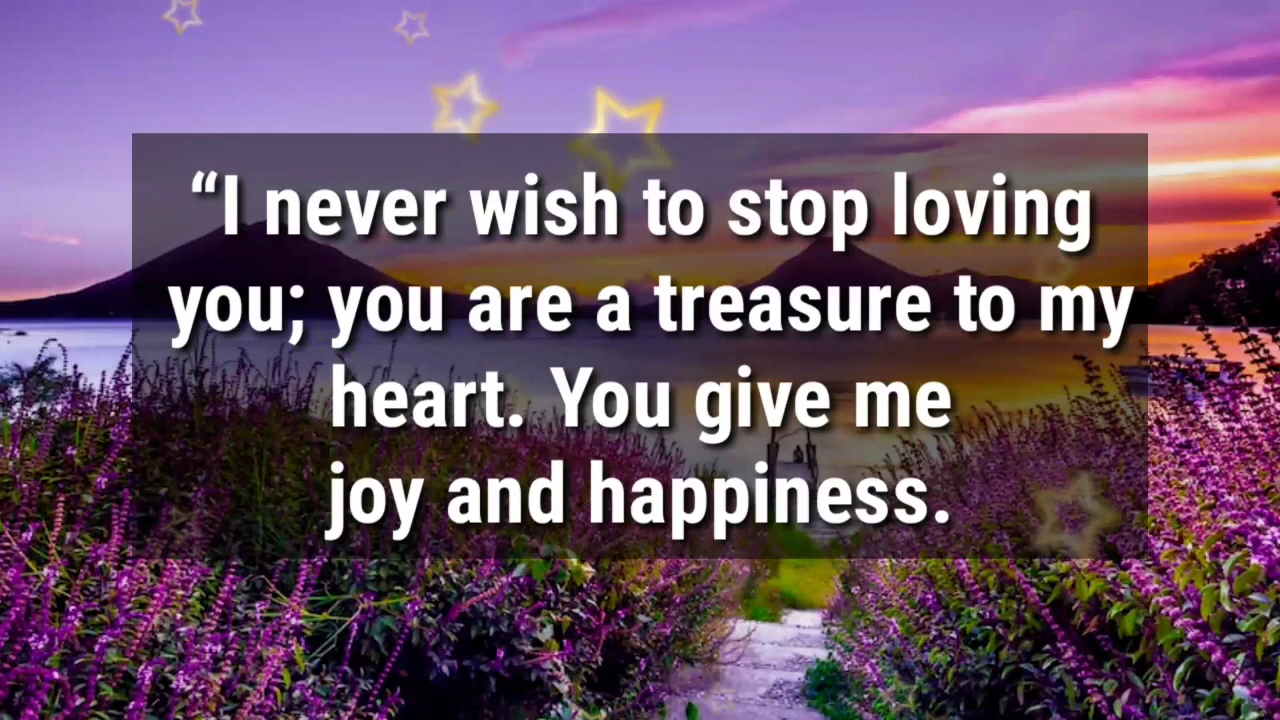 “I never wish to stop loving
you; you are a treasure to my
heart. You give me
joy and happiness.